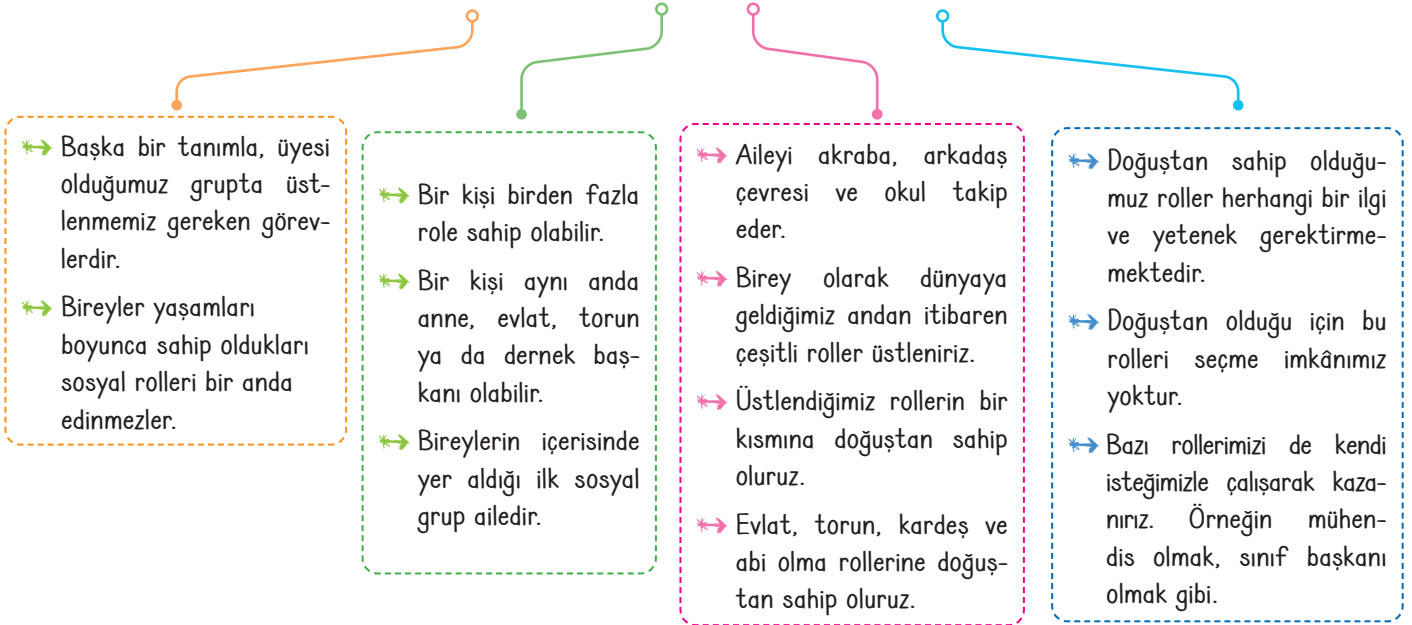 Başka bir tanımla, üyesi
olduğumuz grupta üst-
lenmemiz gereken görev-
lerdir.
Bireyler yaşamları
boyunca sahip oldukları
sosyal rolleri bir anda
edinmezler.
Bir kişi birden fazla
role sahip olabilir.
Bir kişi aynı anda
anne, evlat, torun
ya da dernek baş-
kanı olabilir.
Bireylerin içerisinde
yer aldığı ilk sosyal
grup ailedir.
Aileyi akraba, arkadaş
çevresi ve okul takip
eder.
Birey olarak dünyaya
geldiğimiz andan itibaren
çeşitli roller üstleniriz.
Üstlendiğimiz rollerin bir
kısmına doğuştan sahip
oluruz.
Evlat, torun, kardeş ve
abi olma rollerine doğuş-
tan sahip oluruz.
Doğuştan sahip olduğu-
muz roller herhangi bir ilgi
ve yetenek gerektirme-
mektedir.
Doğuştan olduğu için bu
rolleri seçme imkânımız
yoktur.
Bazı rollerimizi de kendi
isteğimizle çalışarak kaza-
nırız. Örneğin mühen-
dis olmak, sınıf başkanı
olmak gibi.